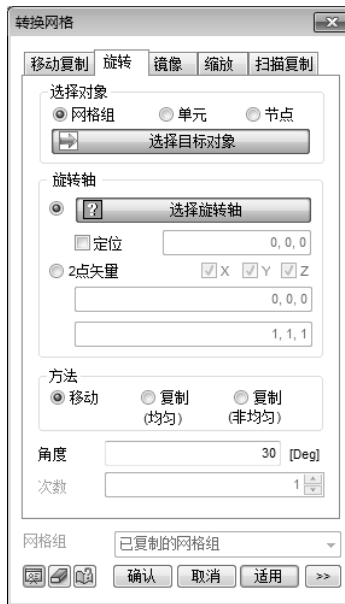 转换网格
移动复制 旋转 镜像 缩放 扫描复制
选择对象
网格组 单元 节点
选择目标对象
旋转轴
? 选择旋转轴
定位 0, 0, 0
2点矢量 X Y Z
0, 0, 0
1, 1, 1
方法
移动 复制 复制
(均匀) (非均匀)
角度 30 [Deg]
次数 1
网格组 已复制的网格组
确认 取消 适用 >>